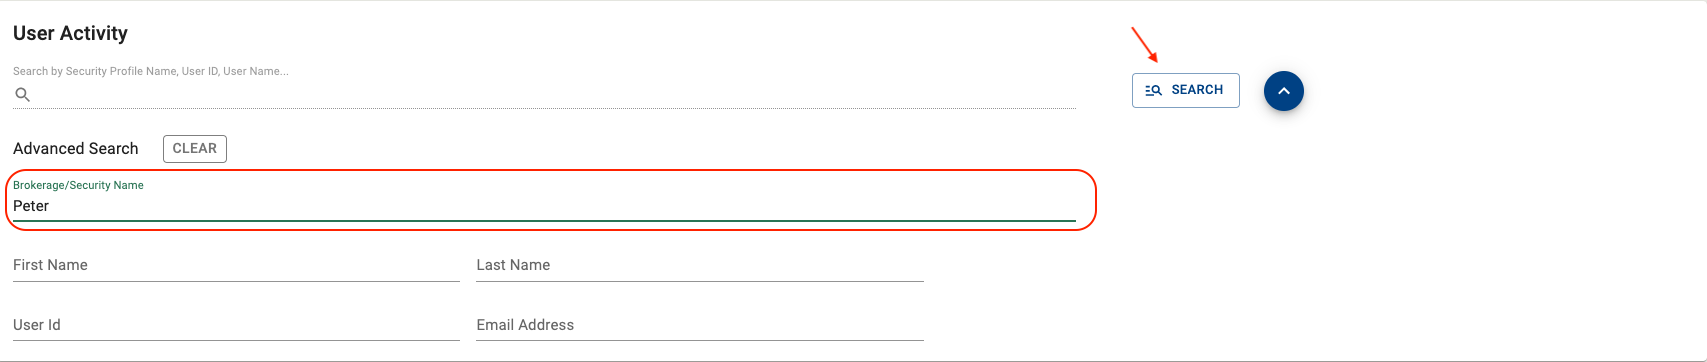 User Activity
Search by Security Profile Name, User ID, User Name...
SEARCH
Advanced Search CLEAR
Brokerage/Security Name
Peter
First Name Last Name
User Id Email Address